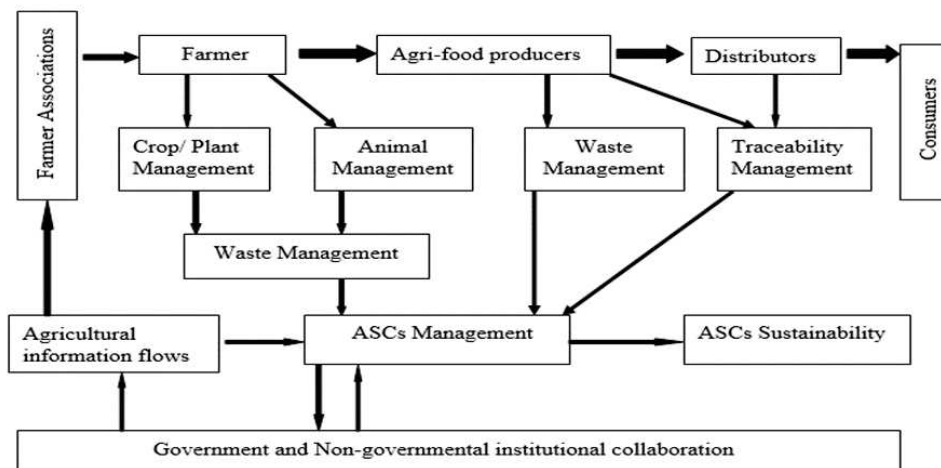 Farmer Associations
Farmer
Agri-food producers
Distributors
Consumers
Crop/ Plant
Management
Animal
Management
Waste
Management
Traceability
Management
Waste Management
Agricultural
information flows
ASCs Management
ASCs Sustainability
Government and Non-governmental institutional collaboration